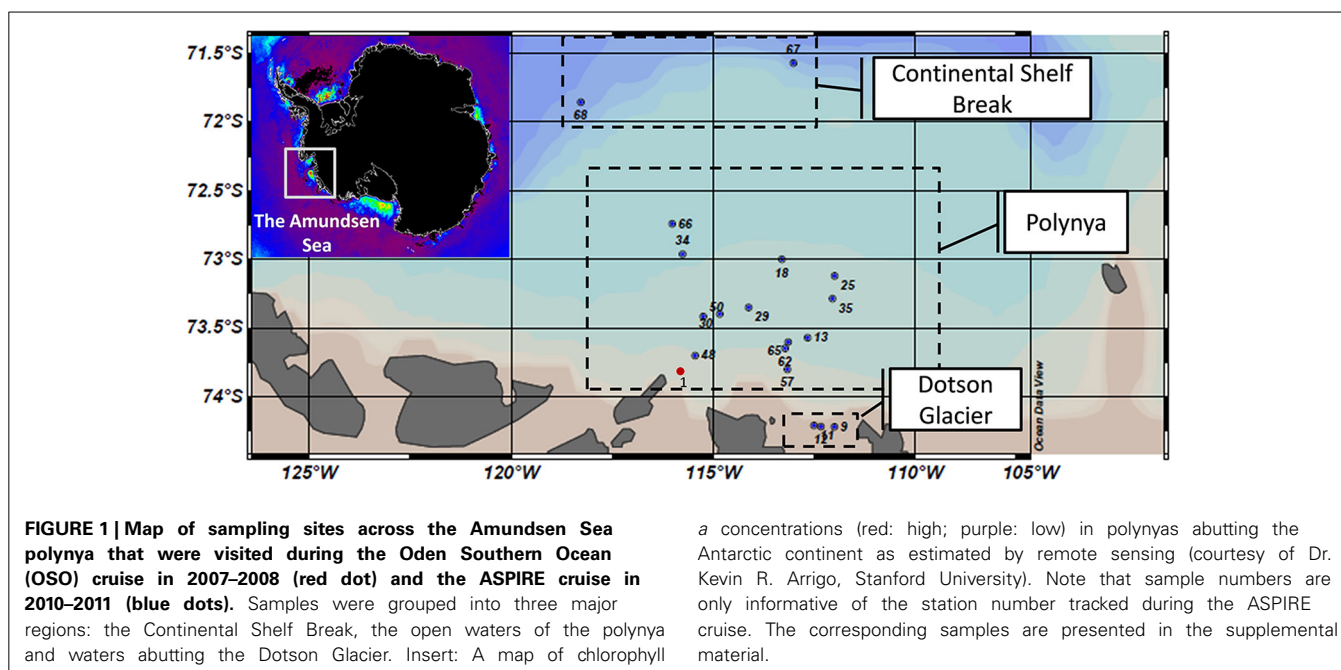 71.5°S
72°S
72.5°S
73°S
73.5°S
74°S
The Amundsen
Sea
67
68
Continental Shelf
Break
66
34
18
25
35
Polynya
50
30
29
13
48
65
62
57
1
Dotson
Glacier
9
11
12
Ocean Data View
125°W
120°W
115°W
110°W
105°W
FIGURE 1 | Map of sampling sites across the Amundsen Sea
polynya that were visited during the Oden Southern Ocean
(OSO) cruise in 2007–2008 (red dot) and the ASPIRE cruise in
2010–2011 (blue dots). Samples were grouped into three major
regions: the Continental Shelf Break, the open waters of the polynya
and waters abutting the Dotson Glacier. Insert: A map of chlorophyll
a concentrations (red: high; purple: low) in polynyas abutting the
Antarctic continent as estimated by remote sensing (courtesy of Dr.
Kevin R. Arrigo, Stanford University). Note that sample numbers are
only informative of the station number tracked during the ASPIRE
cruise. The corresponding samples are presented in the supplemental
material.